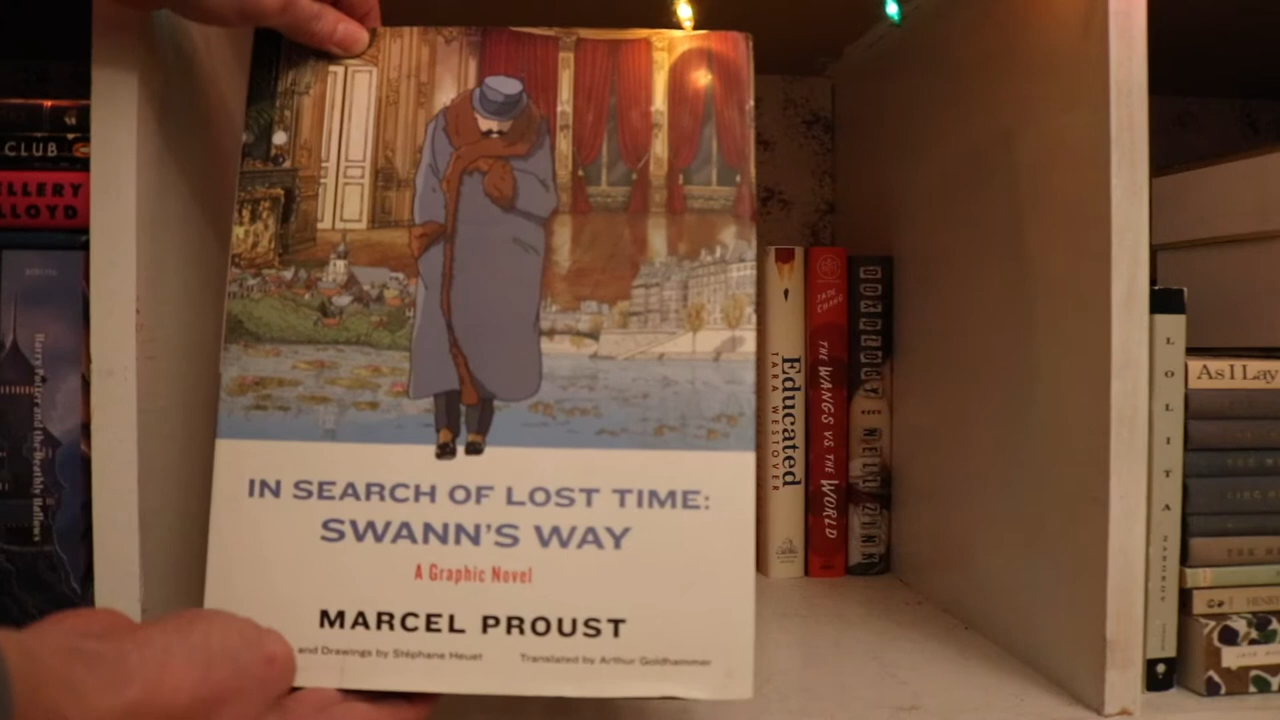 CLUB
ELLERY
LLOYD
Harry Potter and the Deathly Hallows
IN SEARCH OF LOST TIME:
SWANN'S WAY
A Graphic Novel
MARCEL PROUST
and Drawings by Stéphane Heuet
Translated by Arthur Goldhammer
Educated
TARA WESTOVER
JADE CHANG
THE WANGS VS. THE WORLD
DOXOLOGY
NELL ZINK
LOLITA
NABOKOV
As I Lay
HENRY